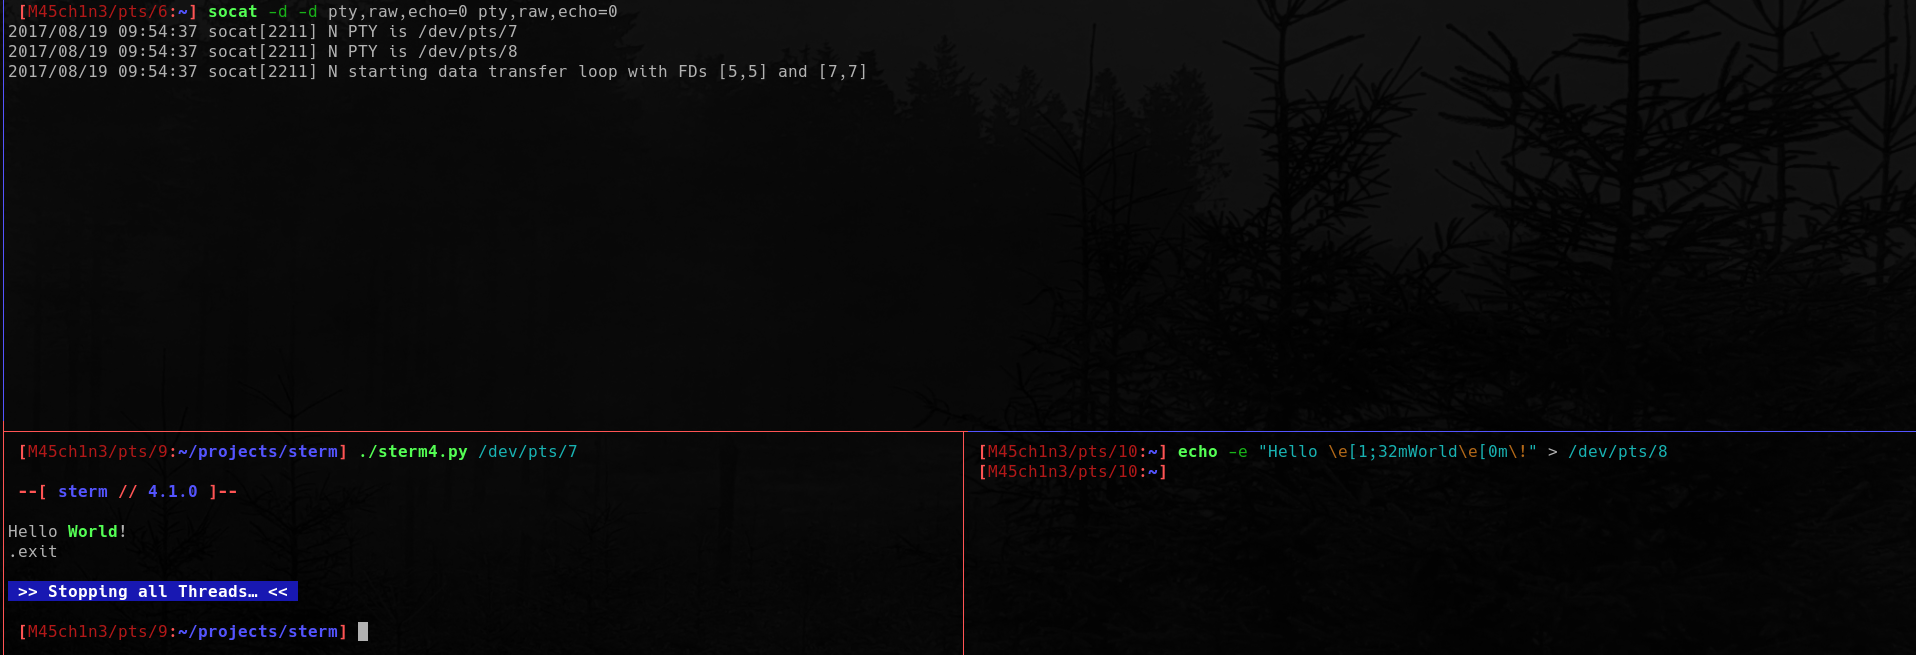 [M45ch1n3/pts/6:~] socat -d -d pty,raw,echo=0 pty,raw,echo=0
2017/08/19 09:54:37 socat[2211] N PTY is /dev/pts/7
2017/08/19 09:54:37 socat[2211] N PTY is /dev/pts/8
2017/08/19 09:54:37 socat[2211] N starting data transfer loop with FDs [5,5] and [7,7]
[M45ch1n3/pts/9:~/projects/sterm] ./sterm4.py /dev/pts/7
--[ sterm // 4.1.0 ]--
Hello World!
.exit
>> Stopping all Threads… <<
[M45ch1n3/pts/9:~/projects/sterm]
[M45ch1n3/pts/10:~] echo -e "Hello \e[1;32mWorld\e[0m\!" > /dev/pts/8
[M45ch1n3/pts/10:~]